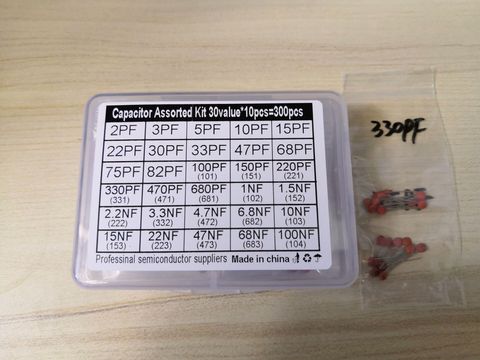 Capacitor Assorted Kit 30value*10pcs=300pcs
2PF 3PF 5PF 10PF 15PF
22PF 30PF 33PF 47PF 68PF
75PF 82PF 100PF 150PF 220PF
(101) (151) (221)
330PF 470PF 680PF 1NF 1.5NF
(331) (471) (681) (102) (152)
2.2NF 3.3NF 4.7NF 6.8NF 10NF
(222) (332) (472) (682) (103)
15NF 22NF 47NF 68NF 100NF
(153) (223) (473) (683) (104)
Professinal semiconductor suppliers Made in china
330PF